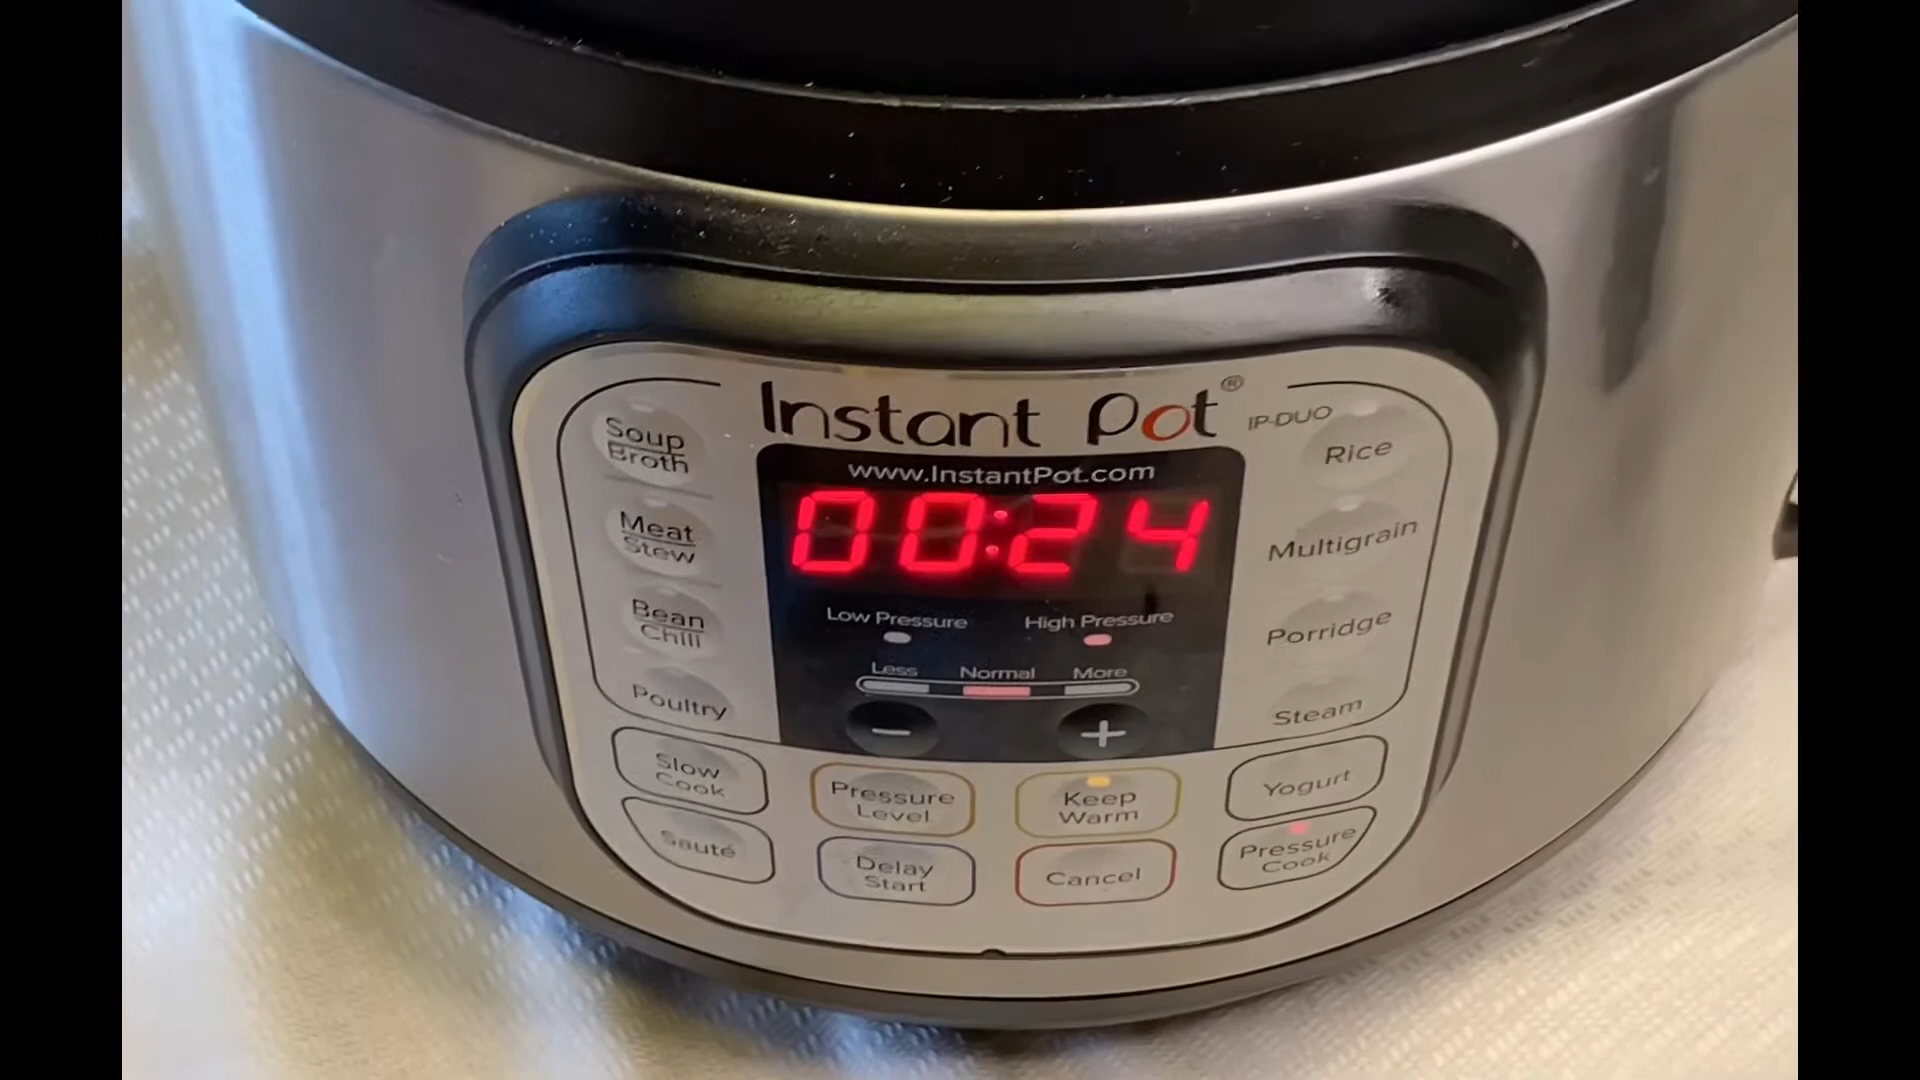 Instant Pot®
IP-DUO
www.InstantPot.com
00:24
Low Pressure
High Pressure
Less
Normal
More
−
+
Soup
Broth
Meat
Stew
Bean
Chili
Poultry
Rice
Multigrain
Porridge
Steam
Slow
Cook
Sauté
Pressure
Level
Delay
Start
Keep
Warm
Cancel
Yogurt
Pressure
Cook